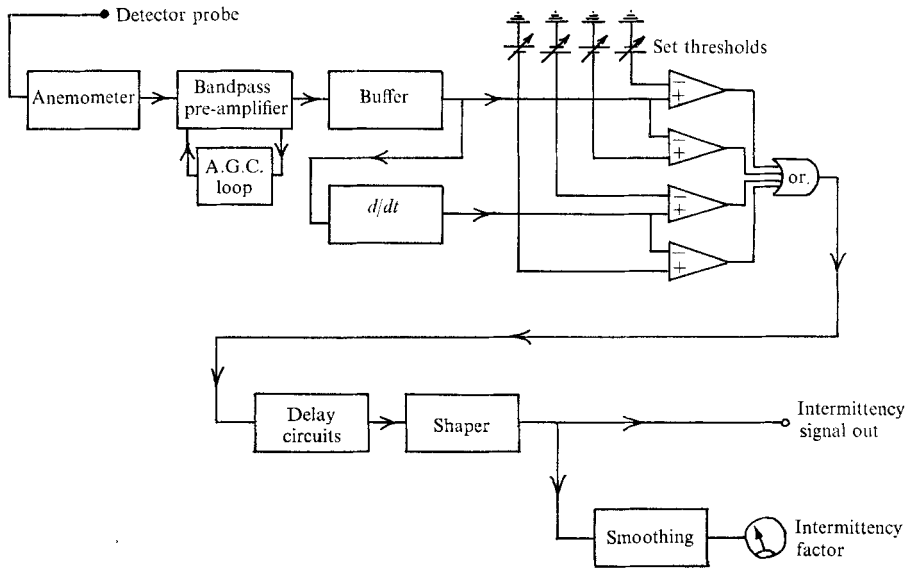 Detector probe
Set thresholds
Anemometer
Bandpass
pre-amplifier
Buffer
A.G.C.
loop
d/dt
−
+
−
+
−
+
−
+
or.
Delay
circuits
Shaper
Intermittency
signal out
Smoothing
Intermittency
factor